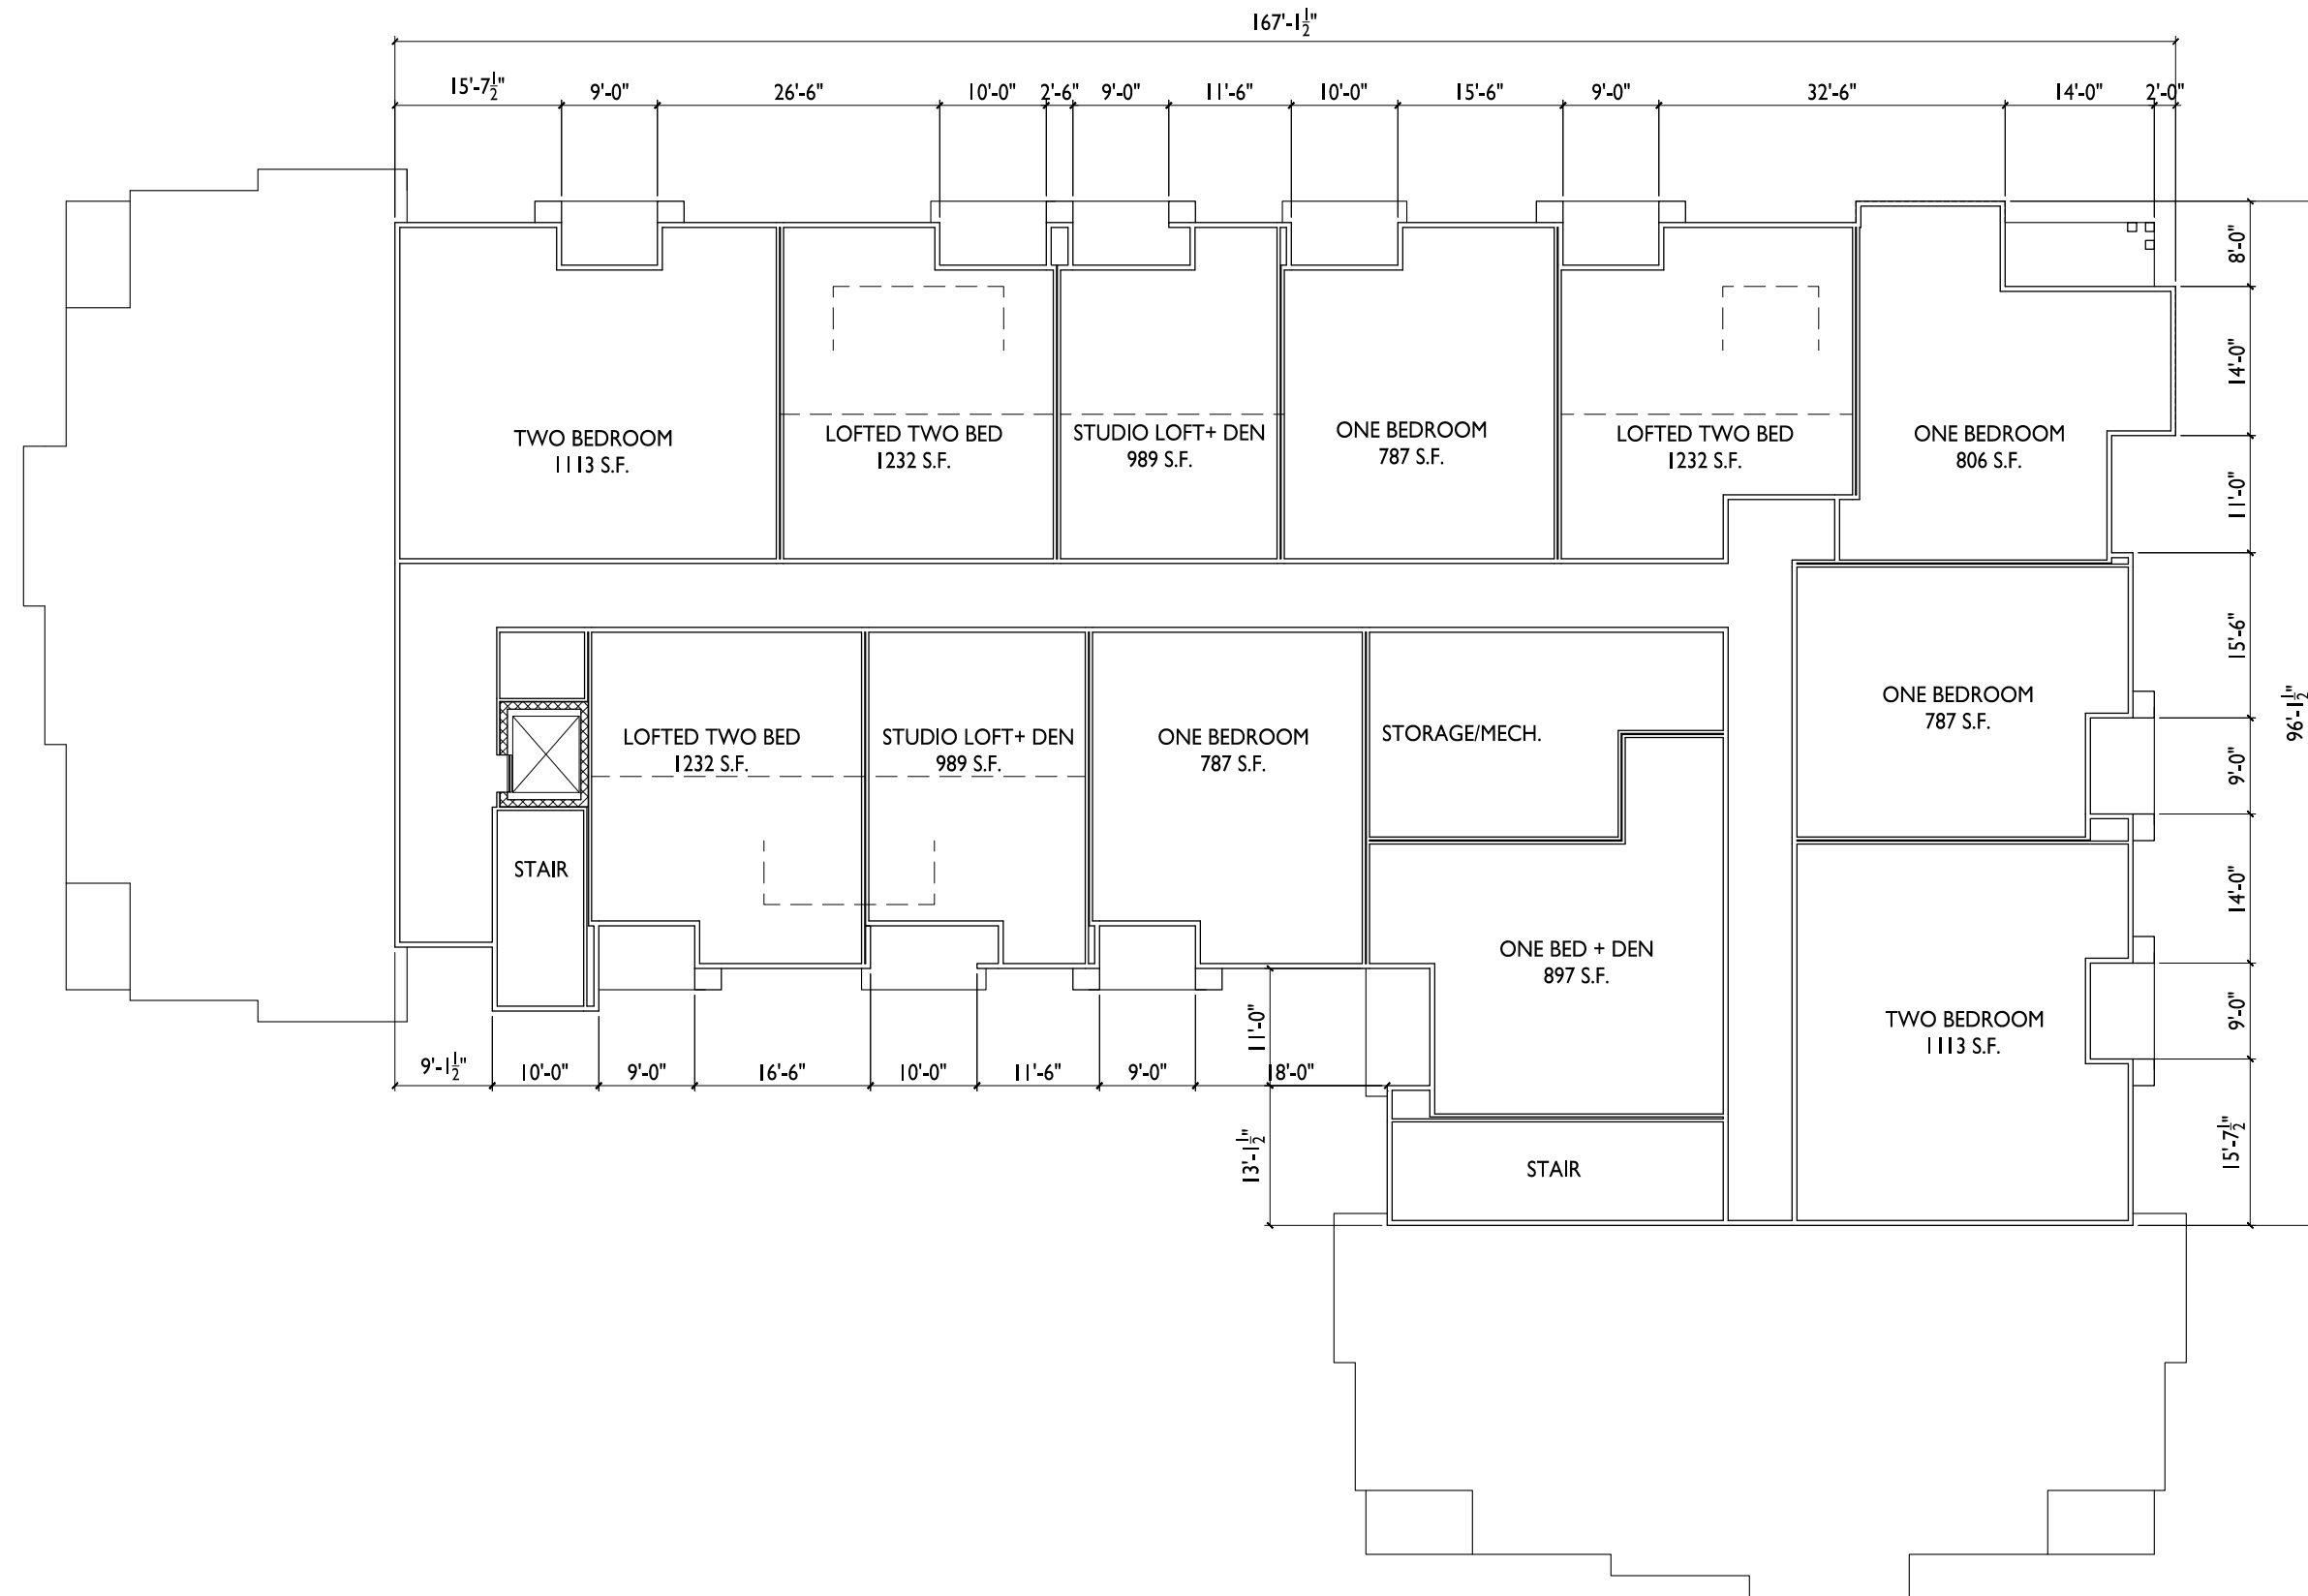 167'-1½"
15'-7½" 9'-0" 26'-6" 10'-0" 2'-6" 9'-0" 11'-6" 10'-0" 15'-6" 9'-0" 32'-6" 14'-0" 2'-0"
8'-0"
14'-0"
11'-0"
15'-6"
9'-0"
14'-0"
9'-0"
15'-7½"
96'-1½"
TWO BEDROOM
1113 S.F.
LOFTED TWO BED
1232 S.F.
STUDIO LOFT+ DEN
989 S.F.
ONE BEDROOM
787 S.F.
LOFTED TWO BED
1232 S.F.
ONE BEDROOM
806 S.F.
ONE BEDROOM
787 S.F.
LOFTED TWO BED
1232 S.F.
STUDIO LOFT+ DEN
989 S.F.
ONE BEDROOM
787 S.F.
STORAGE/MECH.
STAIR
ONE BED + DEN
897 S.F.
TWO BEDROOM
1113 S.F.
11'-0"
9'-1½" 10'-0" 9'-0" 16'-6" 10'-0" 11'-6" 9'-0" 18'-0"
13'-1½"
STAIR